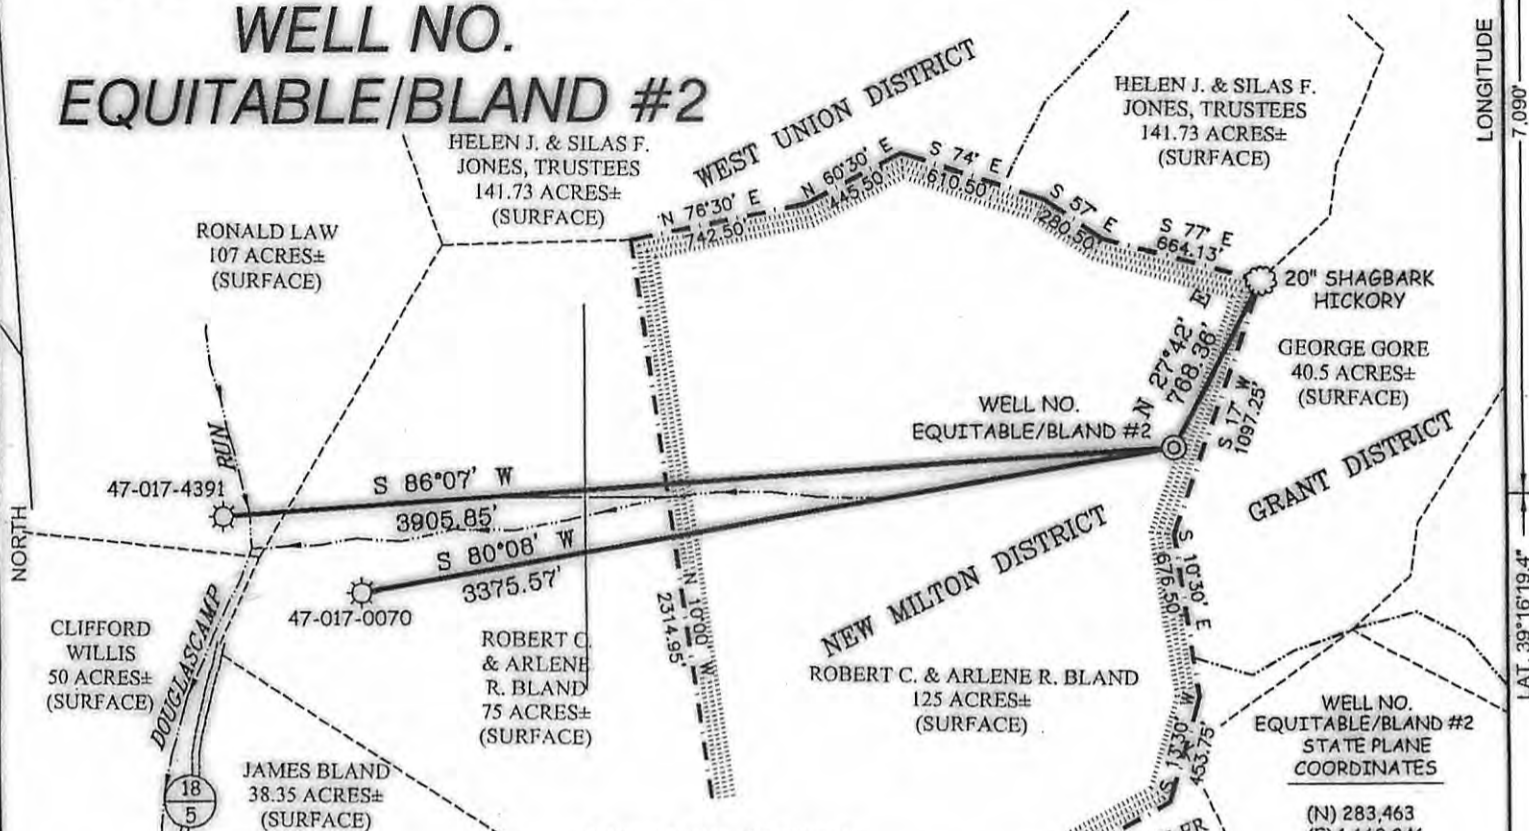 WELL NO.
EQUITABLE/BLAND #2
HELEN J. & SILAS F.
JONES, TRUSTEES
141.73 ACRES±
(SURFACE)
WEST UNION DISTRICT
HELEN J. & SILAS F.
JONES, TRUSTEES
141.73 ACRES±
(SURFACE)
LONGITUDE
7,090'
RONALD LAW
107 ACRES±
(SURFACE)
N 76°30' E
742.50'
N 60°30' E
445.50'
S 74° E
610.50'
S 57° E
280.50'
S 77° E
664.13'
20" SHAGBARK
HICKORY
N 27°42' E
768.36'
S 17° W
1097.25'
GEORGE GORE
40.5 ACRES±
(SURFACE)
WELL NO.
EQUITABLE/BLAND #2
GRANT DISTRICT
RUN
47-017-4391
S 86°07' W
3905.85'
S 80°08' W
3375.57'
47-017-0070
NORTH
N 10°00' W
2314.95'
NEW MILTON DISTRICT
S 10°30' E
676.50'
LAT 39°16'19.4"
CLIFFORD
WILLIS
50 ACRES±
(SURFACE)
DOUGLASCAMP
ROBERT C.
& ARLENE
R. BLAND
75 ACRES±
(SURFACE)
ROBERT C. & ARLENE R. BLAND
125 ACRES±
(SURFACE)
S 13°30' W
453.75'
WELL NO.
EQUITABLE/BLAND #2
STATE PLANE
COORDINATES
(N) 283,463
JAMES BLAND
38.35 ACRES±
(SURFACE)
18
5